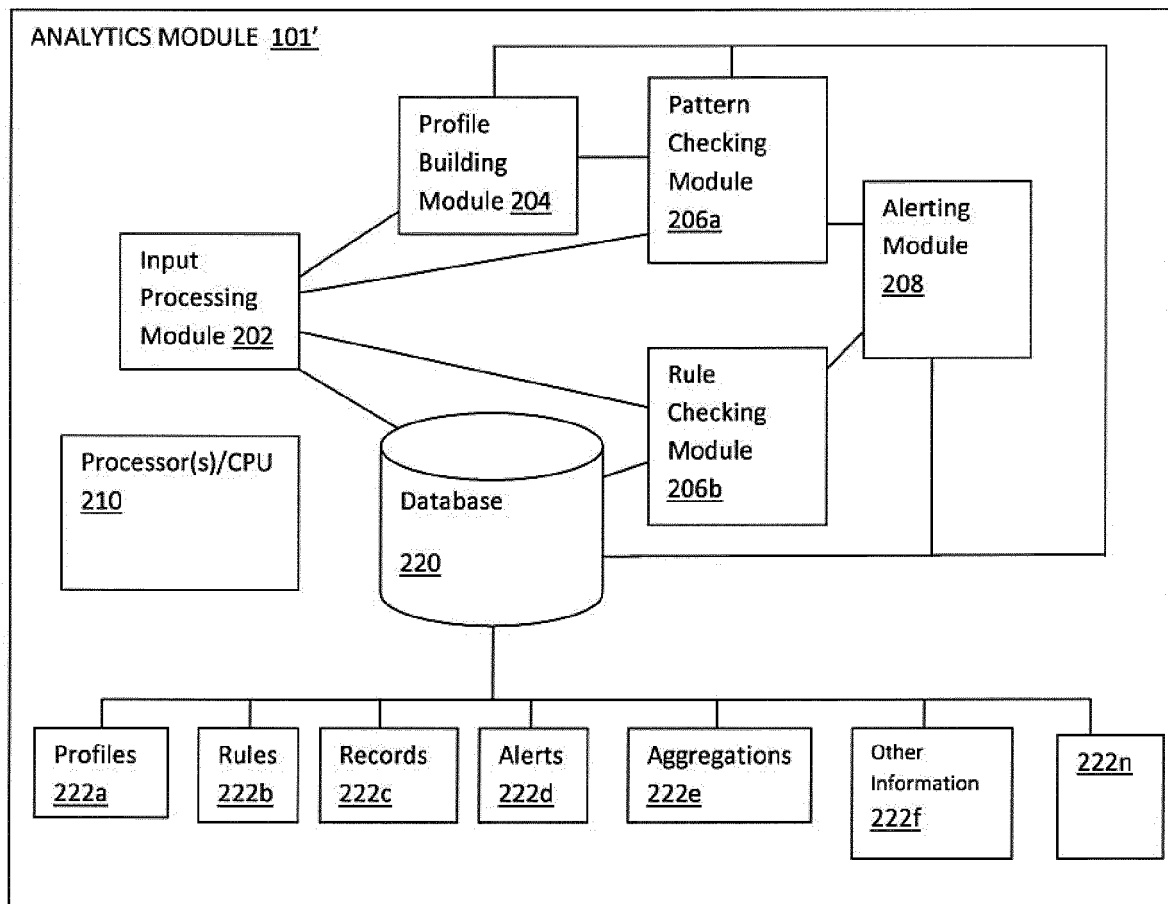 ANALYTICS MODULE 101’
Profile
Building
Module 204
Pattern
Checking
Module
206a
Alerting
Module
208
Input
Processing
Module 202
Rule
Checking
Module
206b
Processor(s)/CPU
210
Database
220
Profiles
222a
Rules
222b
Records
222c
Alerts
222d
Aggregations
222e
Other
Information
222f
222n